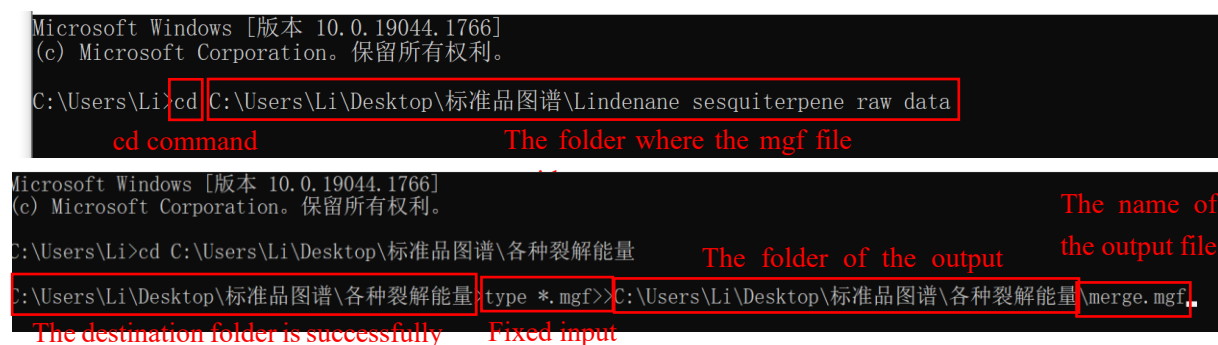 Microsoft Windows [版本 10.0.19044.1766]
(c) Microsoft Corporation。保留所有权利。
C:\Users\Li>cd C:\Users\Li\Desktop\标准品图谱\Lindenane sesquiterpene raw data
cd command The folder where the mgf file
Microsoft Windows [版本 10.0.19044.1766]
(c) Microsoft Corporation。保留所有权利。
The name of
the output file
C:\Users\Li>cd C:\Users\Li\Desktop\标准品图谱\各种裂解能量
The folder of the output
C:\Users\Li\Desktop\标准品图谱\各种裂解能量>type *.mgf>>C:\Users\Li\Desktop\标准品图谱\各种裂解能量\merge.mgf
The destination folder is successfully Fixed input